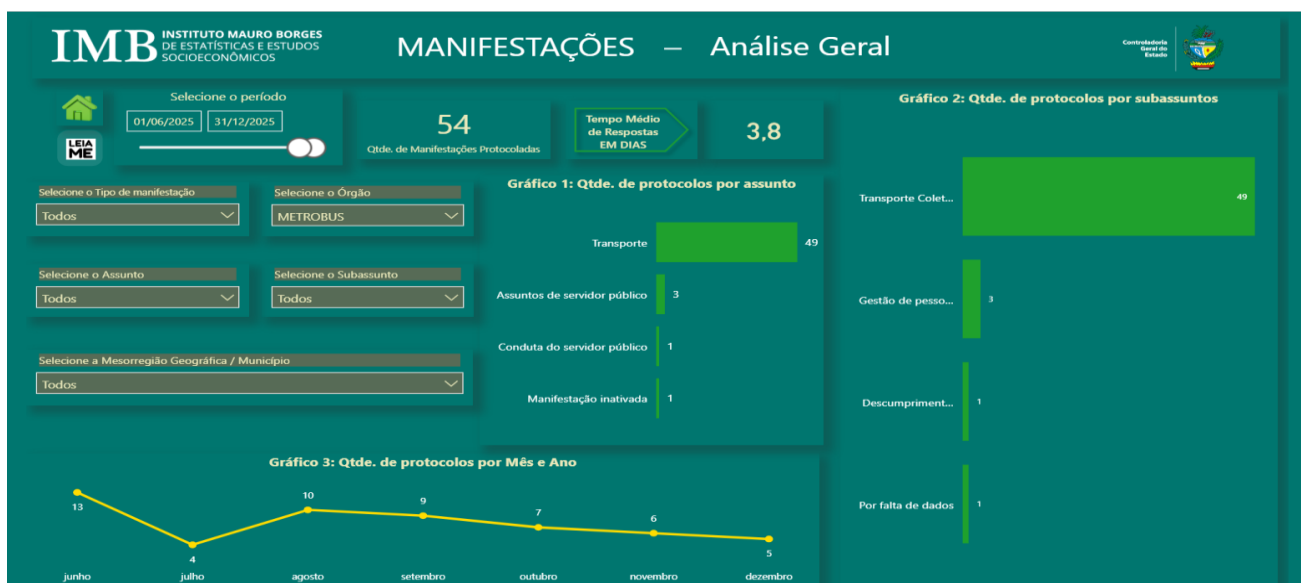 IMB
INSTITUTO MAURO BORGES
DE ESTATÍSTICAS E ESTUDOS
SOCIOECONÔMICOS
MANIFESTAÇÕES – Análise Geral
Controladoria
Geral do
Estado
LEIA
ME
Selecione o período
01/06/2025 31/12/2025
54
Qtde. de Manifestações Protocoladas
Tempo Médio
de Respostas
EM DIAS
3,8
Selecione o Tipo de manifestação
Todos
Selecione o Órgão
METROBUS
Selecione o Assunto
Todos
Selecione o Subassunto
Todos
Selecione a Mesorregião Geográfica / Município
Todos
Gráfico 1: Qtde. de protocolos por assunto
Transporte 49
Assuntos de servidor público 3
Conduta do servidor público 1
Manifestação inativada 1
Gráfico 2: Qtde. de protocolos por subassuntos
Transporte Colet... 49
Gestão de pesso... 3
Descumpriment... 1
Por falta de dados 1
Gráfico 3: Qtde. de protocolos por Mês e Ano
13 4 10 9 7 6 5
junho julho agosto setembro outubro novembro dezembro